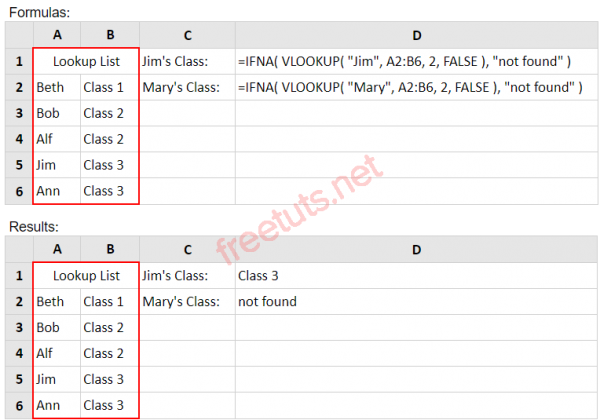 Formulas:
A B C D
1 Lookup List Jim's Class: =IFNA( VLOOKUP( "Jim", A2:B6, 2, FALSE ), "not found" )
2 Beth Class 1 Mary's Class: =IFNA( VLOOKUP( "Mary", A2:B6, 2, FALSE ), "not found" )
3 Bob Class 2
4 Alf Class 2
5 Jim Class 3
6 Ann Class 3
freetuts.net
Results:
A B C D
1 Lookup List Jim's Class: Class 3
2 Beth Class 1 Mary's Class: not found
3 Bob Class 2
4 Alf Class 2
5 Jim Class 3
6 Ann Class 3